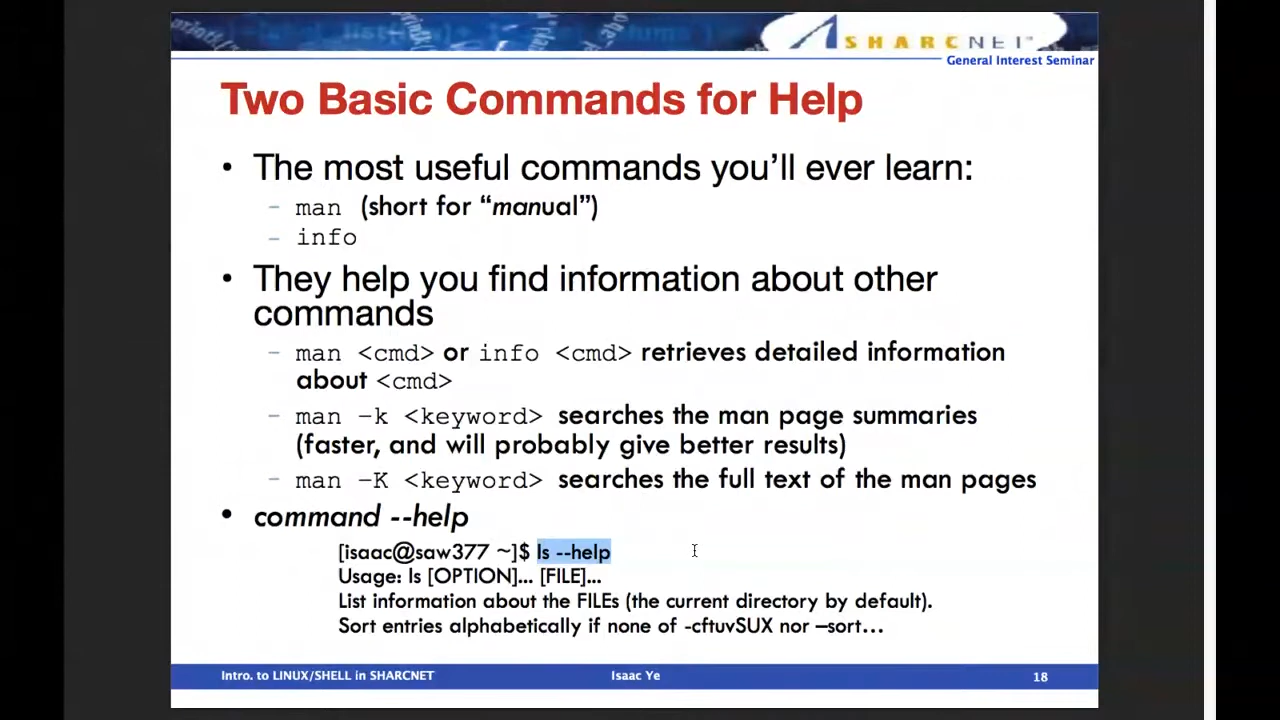 SHARCNET™
General Interest Seminar
Two Basic Commands for Help
• The most useful commands you’ll ever learn:
– man (short for “manual”)
– info
• They help you find information about other
commands
– man <cmd> or info <cmd> retrieves detailed information
about <cmd>
– man –k <keyword> searches the man page summaries
(faster, and will probably give better results)
– man –K <keyword> searches the full text of the man pages
• command --help
[isaac@saw377 ~]$ ls --help
Usage: ls [OPTION]... [FILE]...
List information about the FILEs (the current directory by default).
Sort entries alphabetically if none of -cftuvSUX nor –sort…
Intro. to LINUX/SHELL in SHARCNET Isaac Ye 18